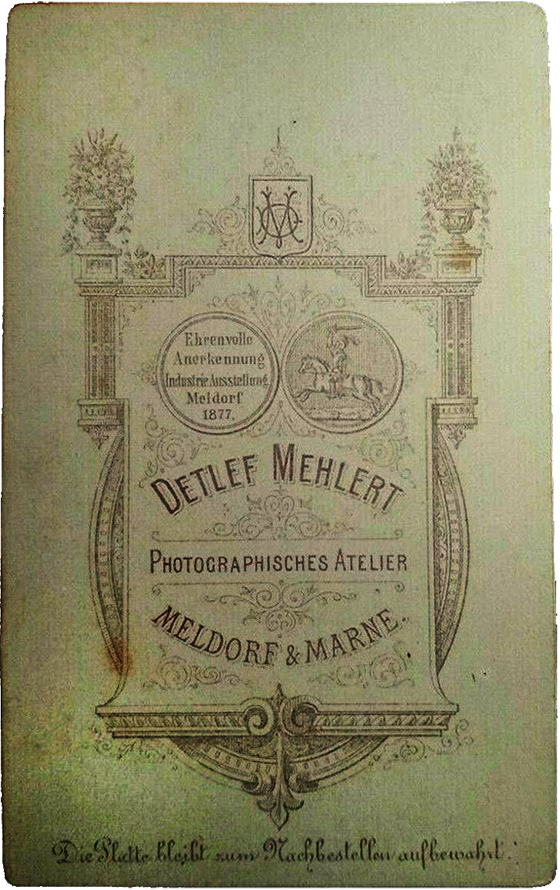 Ehrenvolle
Anerkennung
Industrie Ausstellung
Meldorf
1877.
DETLEF MEHLERT
PHOTOGRAPHISCHES ATELIER
MELDORF & MARNE.
Die Platte bleibt zum Nachbestellen aufbewahrt.